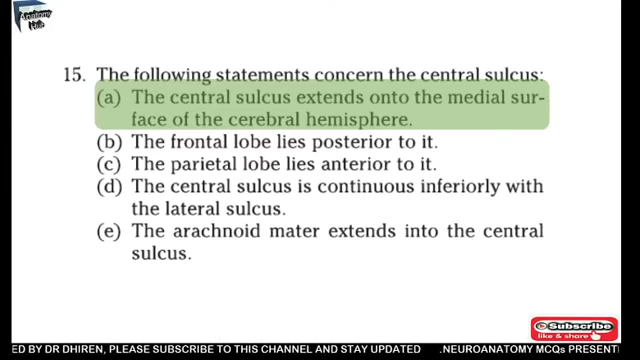 Anatomy
Hub
15. The following statements concern the central sulcus:
(a) The central sulcus extends onto the medial sur-
face of the cerebral hemisphere.
(b) The frontal lobe lies posterior to it.
(c) The parietal lobe lies anterior to it.
(d) The central sulcus is continuous inferiorly with
the lateral sulcus.
(e) The arachnoid mater extends into the central
sulcus.
Subscribe
like & share
ED BY DR DHIREN, PLEASE SUBSCRIBE TO THIS CHANNEL AND STAY UPDATED .NEUROANATOMY MCQs PRESENT